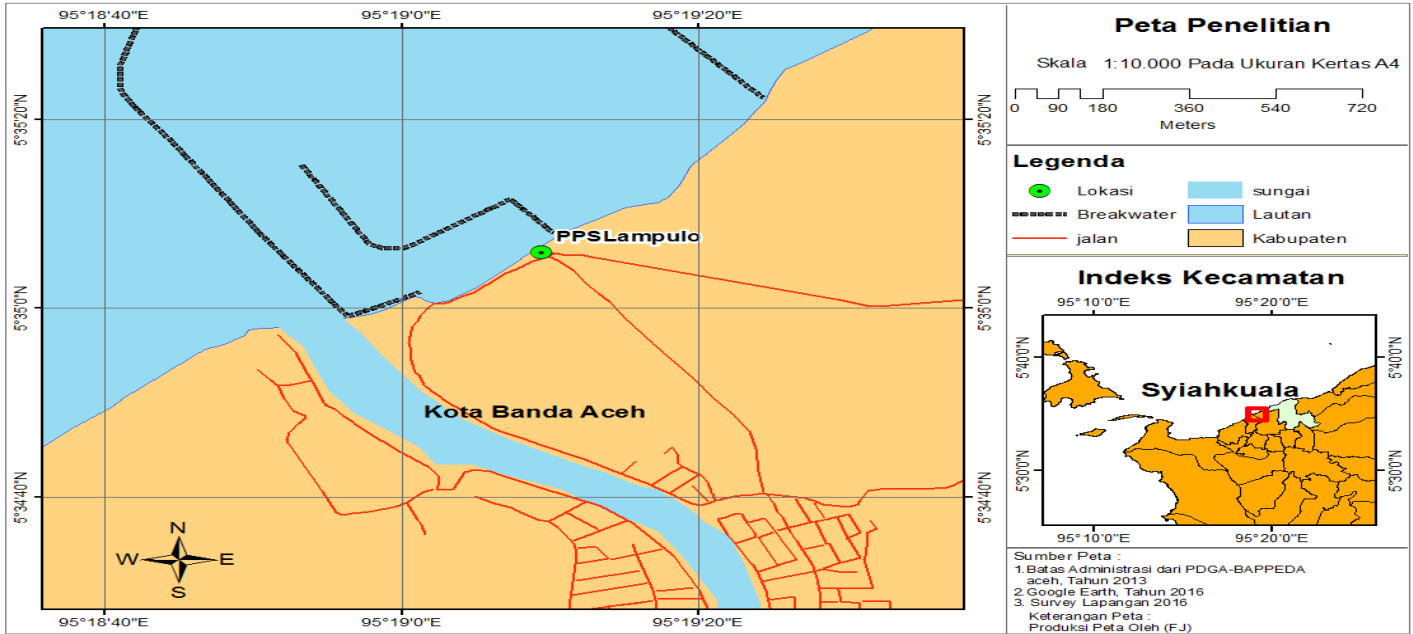 95°18'40"E 95°19'0"E 95°19'20"E
5°35'20"N 5°35'20"N
5°35'0"N 5°35'0"N
5°34'40"N 5°34'40"N
PPSLampulo
Kota Banda Aceh
N
W E
S
95°18'40"E 95°19'0"E 95°19'20"E
Peta Penelitian
Skala 1:10.000 Pada Ukuran Kertas A4
0 90 180 360 540 720
Meters
Legenda
Lokasi sungai
Breakwater Lautan
jalan Kabupaten
Indeks Kecamatan
95°10'0"E 95°20'0"E
5°40'0"N 5°40'0"N
Syiahkuala
5°30'0"N 5°30'0"N
95°10'0"E 95°20'0"E
Sumber Peta :
1.Batas Administrasi dari PDGA-BAPPEDA
aceh, Tahun 2013
2.Google Earth, Tahun 2016
3. Survey Lapangan 2016
Keterangan Peta :
Produksi Peta Oleh (FJ)